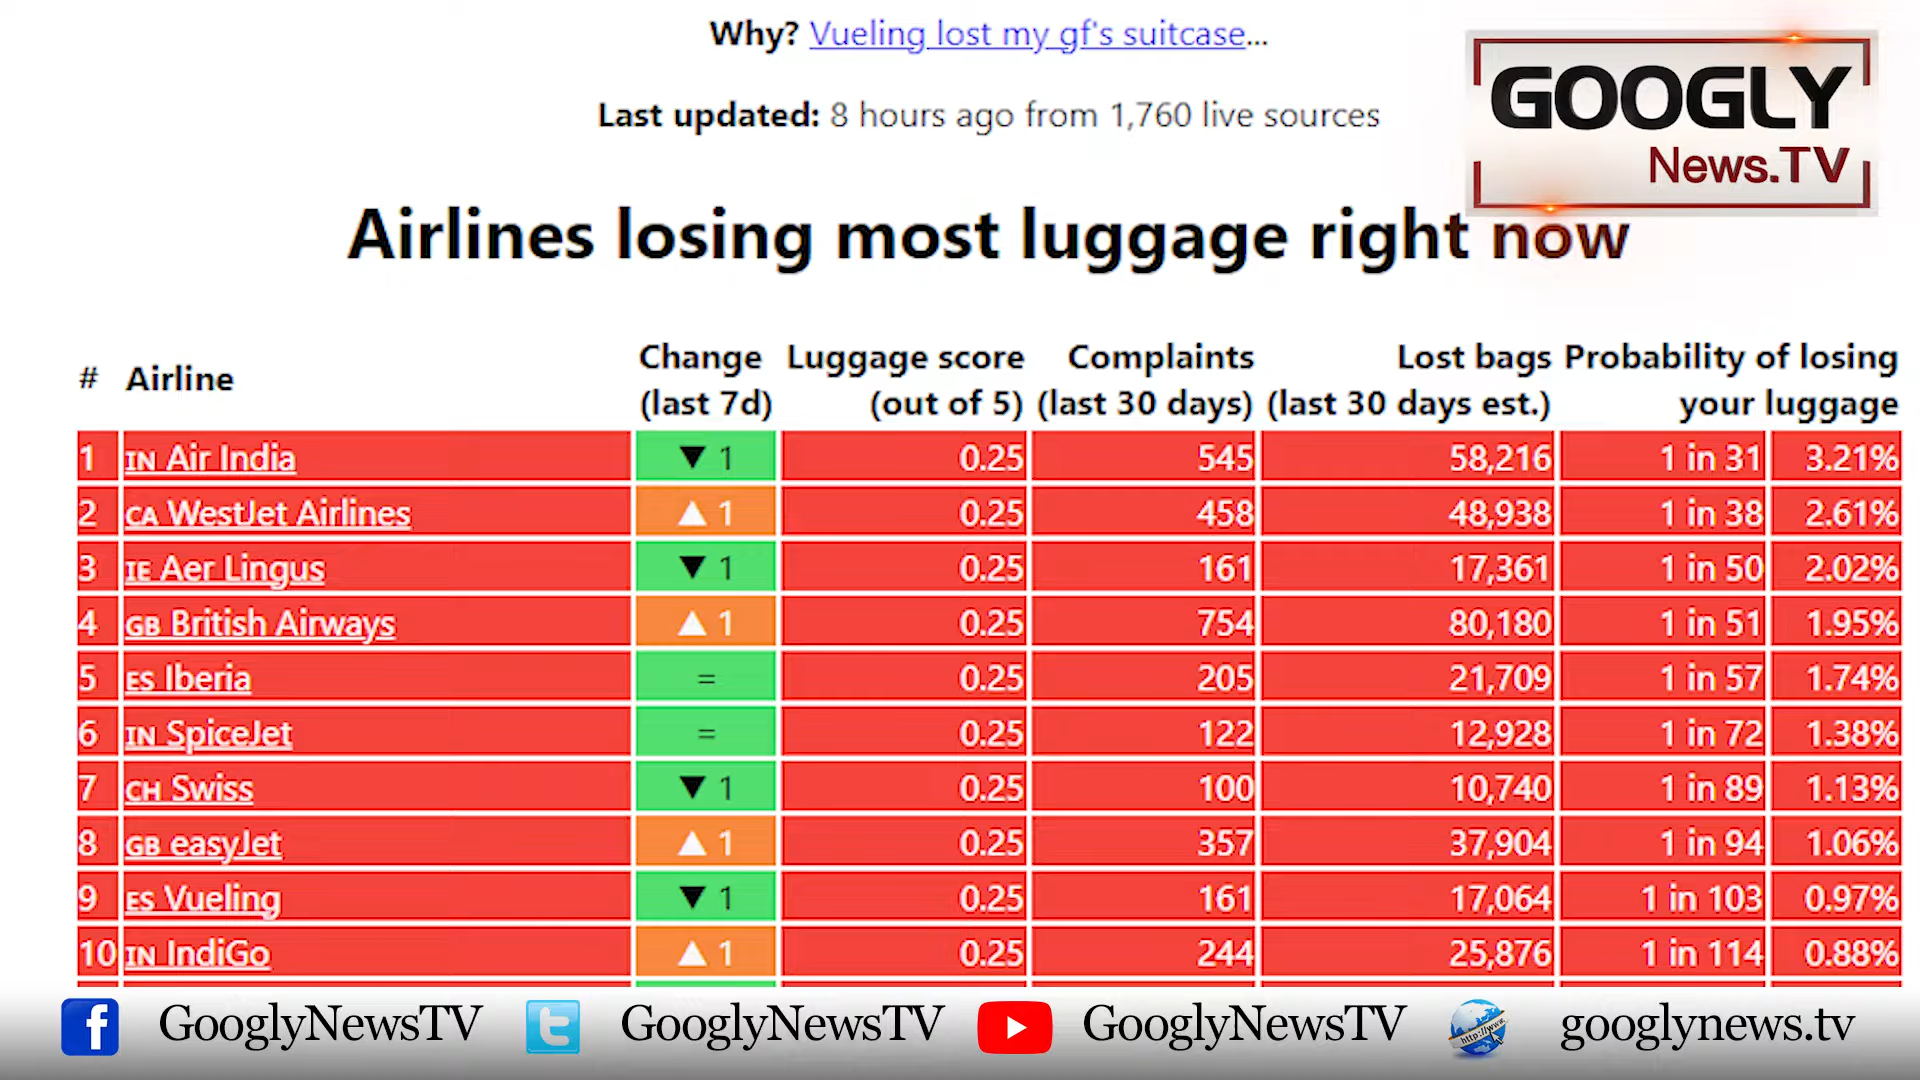 Why? Vueling lost my gf's suitcase...
GOOGLY
News.TV
Last updated: 8 hours ago from 1,760 live sources
Airlines losing most luggage right now
# Airline Change (last 7d) Luggage score (out of 5) Complaints (last 30 days) Lost bags (last 30 days est.) Probability of losing your luggage
1 IN Air India ▼ 1 0.25 545 58,216 1 in 31 3.21%
2 CA WestJet Airlines ▲ 1 0.25 458 48,938 1 in 38 2.61%
3 IE Aer Lingus ▼ 1 0.25 161 17,361 1 in 50 2.02%
4 GB British Airways ▲ 1 0.25 754 80,180 1 in 51 1.95%
5 ES Iberia = 0.25 205 21,709 1 in 57 1.74%
6 IN SpiceJet = 0.25 122 12,928 1 in 72 1.38%
7 CH Swiss ▼ 1 0.25 100 10,740 1 in 89 1.13%
8 GB easyJet ▲ 1 0.25 357 37,904 1 in 94 1.06%
9 ES Vueling ▼ 1 0.25 161 17,064 1 in 103 0.97%
10 IN IndiGo ▲ 1 0.25 244 25,876 1 in 114 0.88%
GooglyNewsTV GooglyNewsTV GooglyNewsTV http://www googlynews.tv